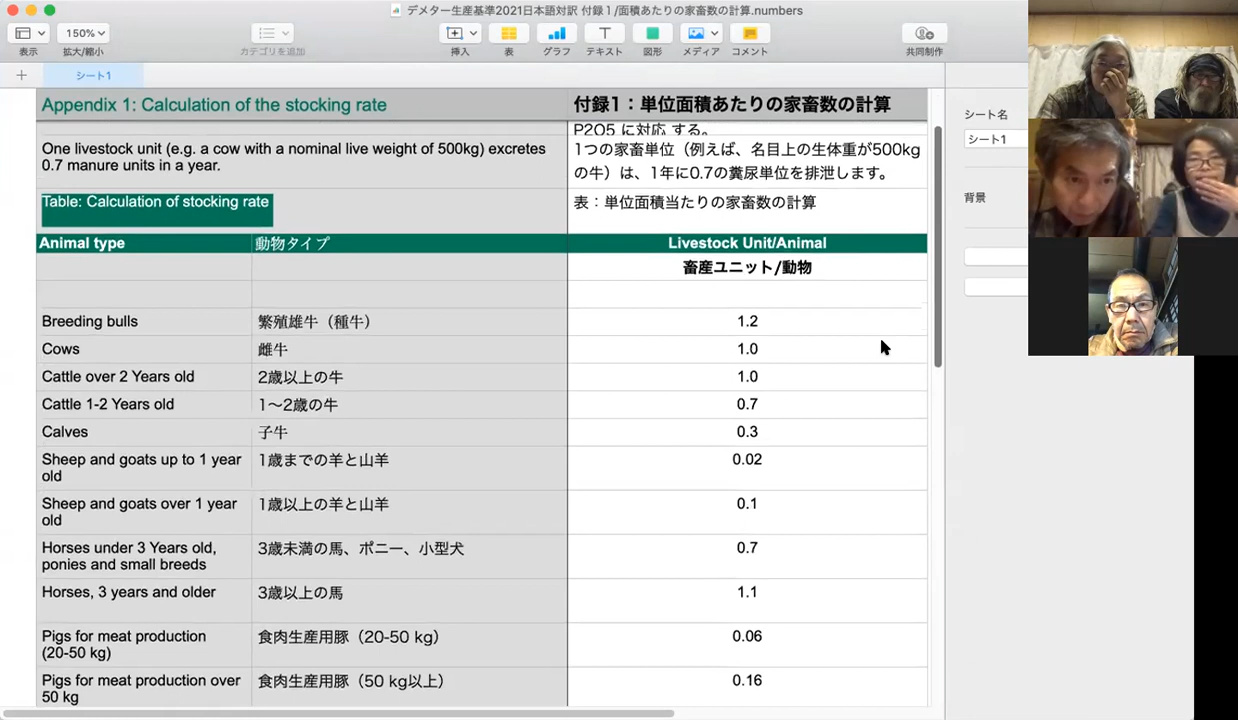 デメター生産基準2021日本語対訳 付録1/面積あたりの家畜数の計算.numbers
150%
表示
拡大/縮小
カテゴリを追加
挿入
表
グラフ
テキスト
図形
メディア
コメント
共同制作
シート1
シート名
シート1
背景
Appendix 1: Calculation of the stocking rate
付録1：単位面積あたりの家畜数の計算
P2O5 に対応 する。
One livestock unit (e.g. a cow with a nominal live weight of 500kg) excretes
0.7 manure units in a year.
1つの家畜単位（例えば、名目上の生体重が500kg
の牛）は、1年に0.7の糞尿単位を排泄します。
Table: Calculation of stocking rate
表：単位面積当たりの家畜数の計算
Animal type 動物タイプ Livestock Unit/Animal
畜産ユニット/動物
Breeding bulls 繁殖雄牛（種牛） 1.2
Cows 雌牛 1.0
Cattle over 2 Years old 2歳以上の牛 1.0
Cattle 1-2 Years old 1〜2歳の牛 0.7
Calves 子牛 0.3
Sheep and goats up to 1 year 1歳までの羊と山羊 0.02
old
Sheep and goats over 1 year 1歳以上の羊と山羊 0.1
old
Horses under 3 Years old, 3歳未満の馬、ポニー、小型犬 0.7
ponies and small breeds
Horses, 3 years and older 3歳以上の馬 1.1
Pigs for meat production 食肉生産用豚（20-50 kg） 0.06
(20-50 kg)
Pigs for meat production over 食肉生産用豚（50 kg以上） 0.16
50 kg